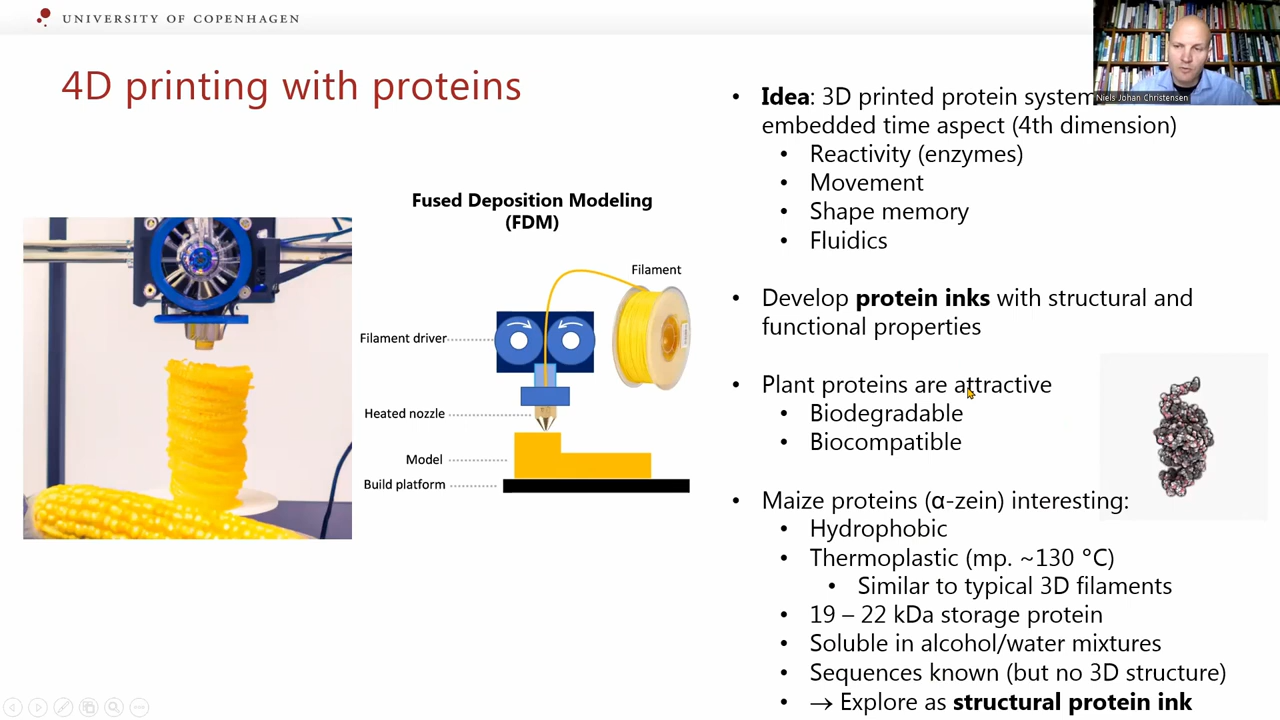 UNIVERSITY OF COPENHAGEN
4D printing with proteins
Niels Johan Christensen
Fused Deposition Modeling
(FDM)
Filament
Filament driver
Heated nozzle
Model
Build platform
• Idea: 3D printed protein system
embedded time aspect (4th dimension)
• Reactivity (enzymes)
• Movement
• Shape memory
• Fluidics
• Develop protein inks with structural and
functional properties
• Plant proteins are attractive
• Biodegradable
• Biocompatible
• Maize proteins (α-zein) interesting:
• Hydrophobic
• Thermoplastic (mp. ~130 °C)
• Similar to typical 3D filaments
• 19 – 22 kDa storage protein
• Soluble in alcohol/water mixtures
• Sequences known (but no 3D structure)
• → Explore as structural protein ink